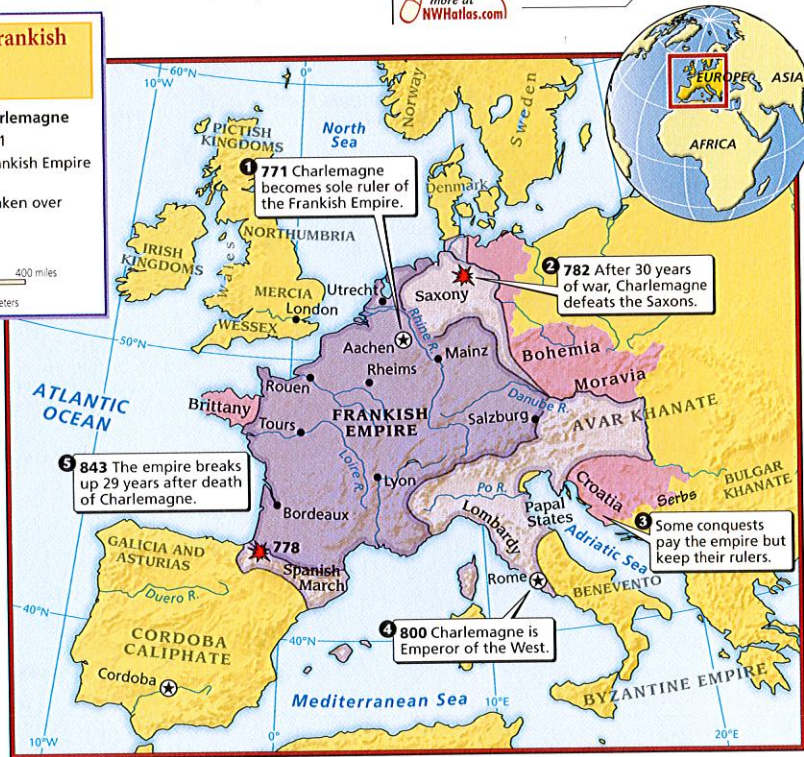 more at
NWHatlas.com
rankish
arlemagne
1
ankish Empire
aken over
400 miles
eters
10°W
60°N
0°
North
Sea
Norway
Sweden
EUROPE
ASIA
AFRICA
PICTISH
KINGDOMS
1 771 Charlemagne
becomes sole ruler of
the Frankish Empire.
Denmark
IRISH
KINGDOMS
Wales
NORTHUMBRIA
MERCIA
London
WESSEX
Utrecht
Saxony
2 782 After 30 years
of war, Charlemagne
defeats the Saxons.
50°N
Aachen
Rhine R.
Mainz
Rheims
Rouen
Bohemia
Moravia
ATLANTIC
OCEAN
Brittany
Tours
FRANKISH
EMPIRE
Danube R.
Salzburg
AVAR KHANATE
5 843 The empire breaks
up 29 years after death
of Charlemagne.
Loire R.
Lyon
Po R.
Lombardy
Papal
States
Croatia
Serbs
BULGAR
KHANATE
Bordeaux
3 Some conquests
pay the empire but
keep their rulers.
Adriatic Sea
GALICIA AND
ASTURIAS
778
Spanish
March
Duero R.
Rome
BENEVENTO
40°N
40°N
4 800 Charlemagne is
Emperor of the West.
CORDOBA
CALIPHATE
Cordoba
Mediterranean Sea
10°E
BYZANTINE EMPIRE
10°W
0°
20°E